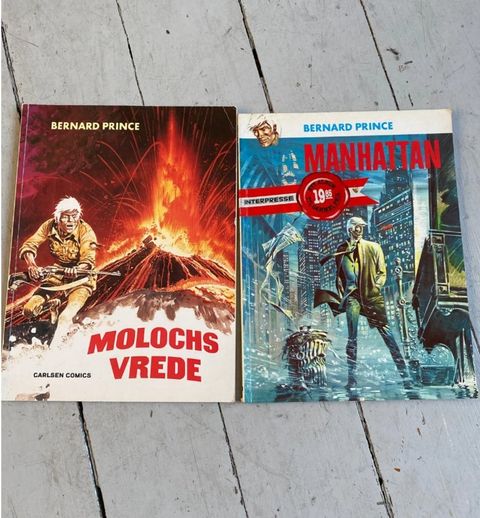 BERNARD PRINCE
MOLOCHS
VREDE
CARLSEN COMICS
BERNARD PRINCE
MANHATTAN
INTERPRESSE
19.85